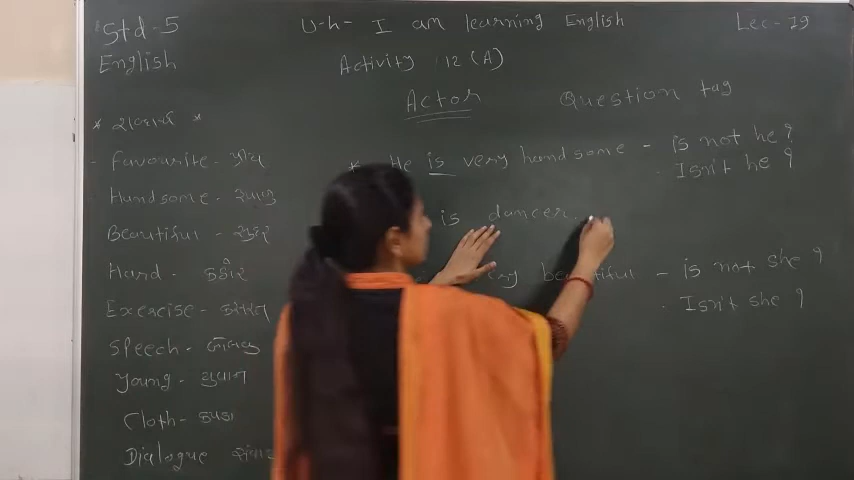 Std-5
U-h- I am learning English
Lec-19
English
Activity 12 (A)
Actor
Question tag
* શબ્દાર્થ *
- Favourite - પ્રિય
Handsome -
Beautiful - સુંદર
Hard - કઠોર
Exercise - કસરત
Speech -
Young - યુવાન
Cloth - કપડા
Dialogue સંવાદ
* He is very handsome - is not he?
- Isn't he?
is dancer.
beautiful - is not she?
- Isn't she?